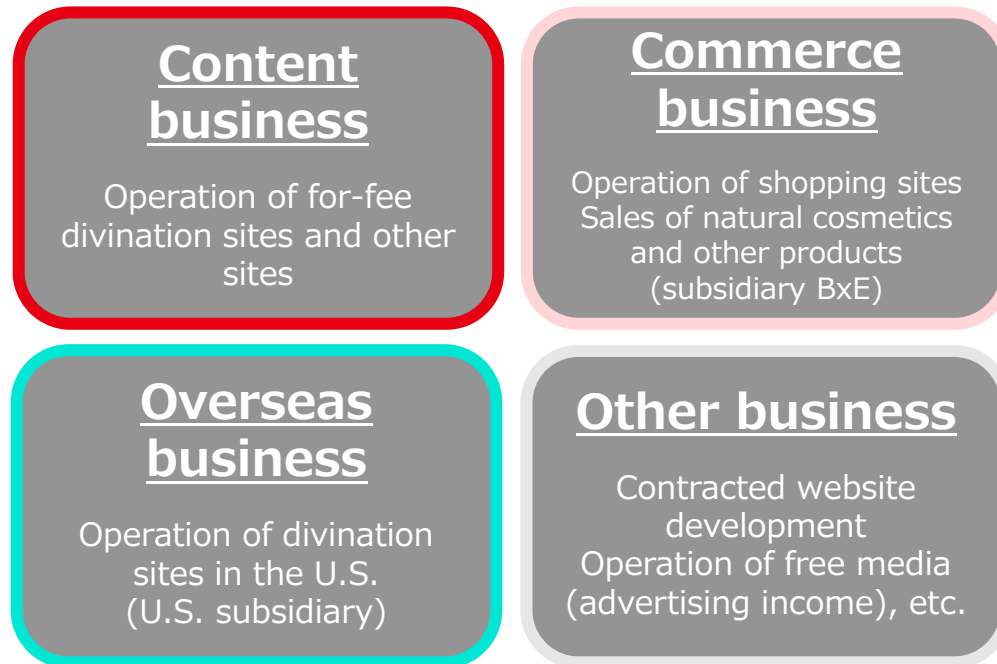 Content
business
Operation of for-fee
divination sites and other
sites
Commerce
business
Operation of shopping sites
Sales of natural cosmetics
and other products
(subsidiary BxE)
Overseas
business
Operation of divination
sites in the U.S.
(U.S. subsidiary)
Other business
Contracted website
development
Operation of free media
(advertising income), etc.